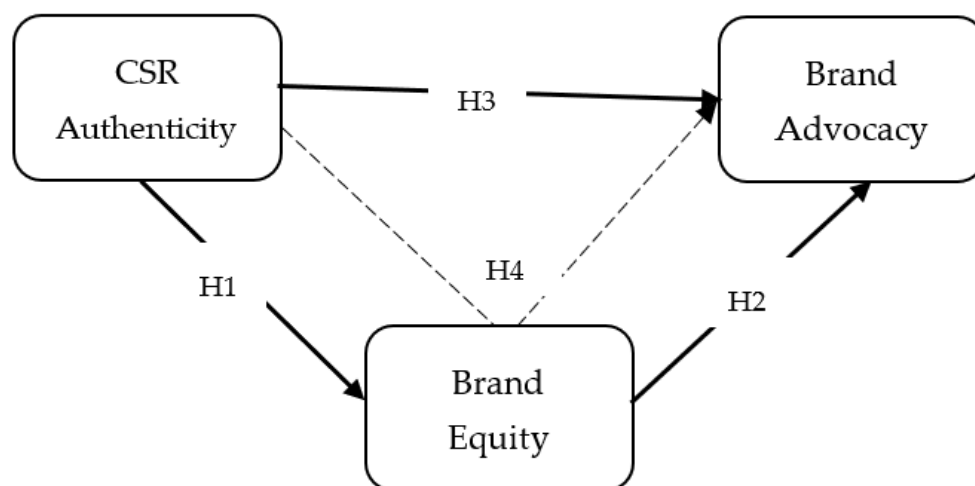 CSR
Authenticity
Brand
Advocacy
H3
H4
H1
H2
Brand
Equity